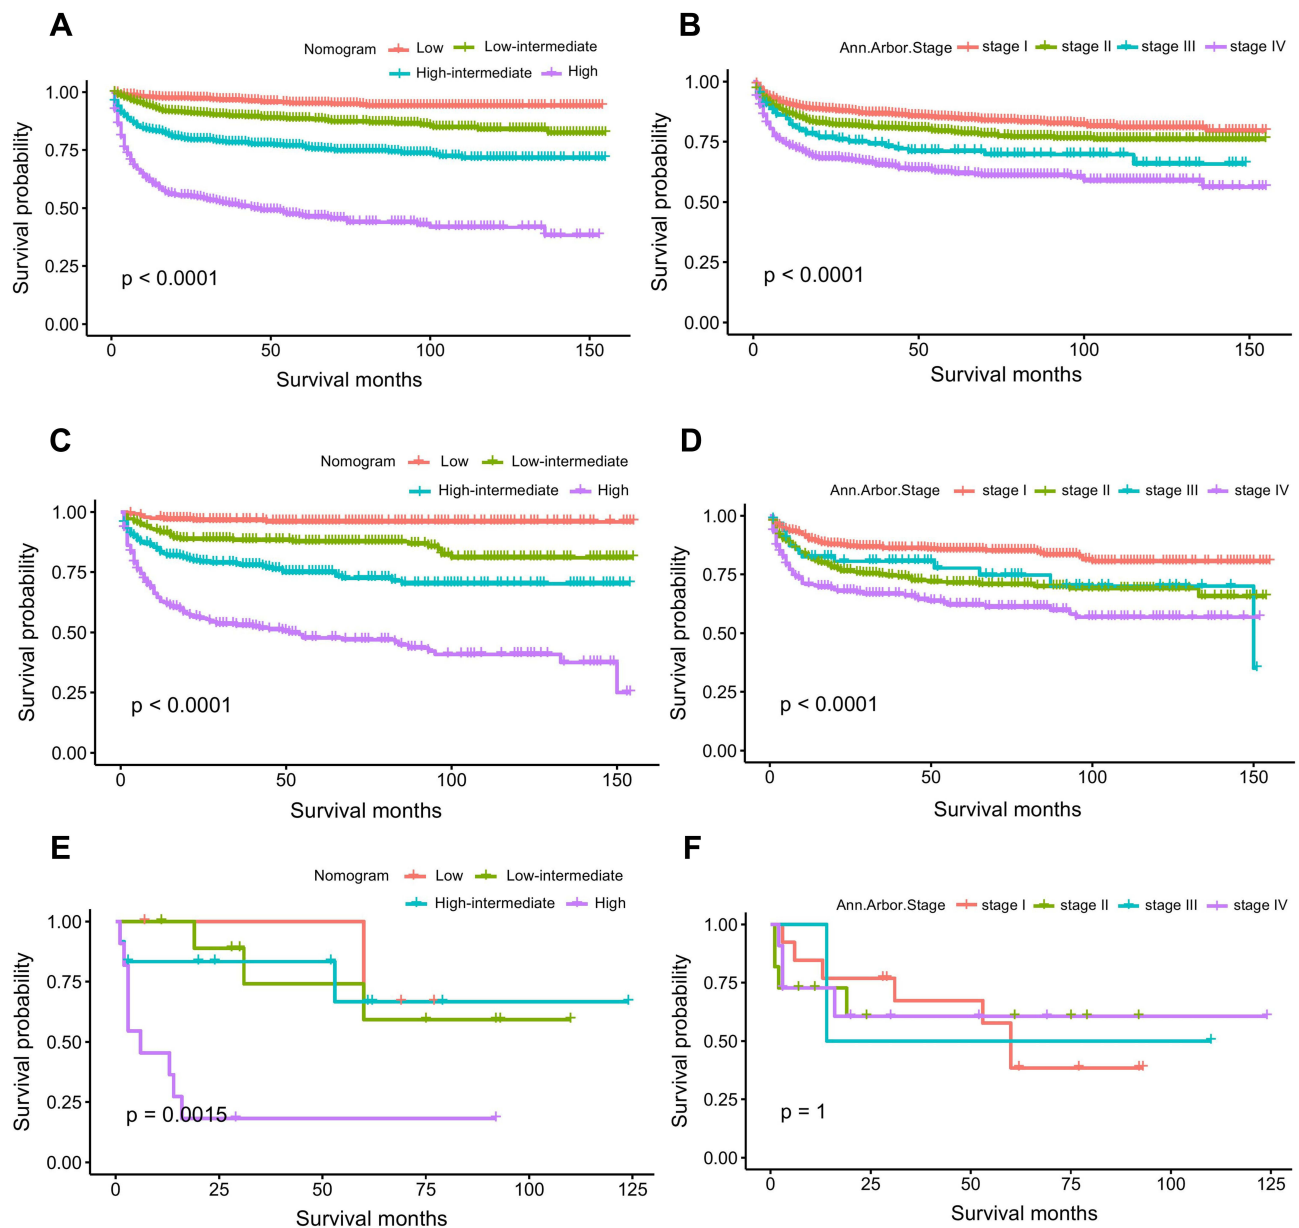 A
Nomogram Low Low-intermediate
High-intermediate High
Survival probability
1.00
0.75
0.50
0.25
0.00
p < 0.0001
0 50 100 150
Survival months
B
Ann.Arbor.Stage stage I stage II stage III stage IV
Survival probability
1.00
0.75
0.50
0.25
0.00
p < 0.0001
0 50 100 150
Survival months
C
Nomogram Low Low-intermediate
High-intermediate High
Survival probability
1.00
0.75
0.50
0.25
0.00
p < 0.0001
0 50 100 150
Survival months
D
Ann.Arbor.Stage stage I stage II stage III stage IV
Survival probability
1.00
0.75
0.50
0.25
0.00
p < 0.0001
0 50 100 150
Survival months
E
Nomogram Low Low-intermediate
High-intermediate High
Survival probability
1.00
0.75
0.50
0.25
0.00
p = 0.0015
0 25 50 75 100 125
Survival months
F
Ann.Arbor.Stage stage I stage II stage III stage IV
Survival probability
1.00
0.75
0.50
0.25
0.00
p = 1
0 25 50 75 100 125
Survival months